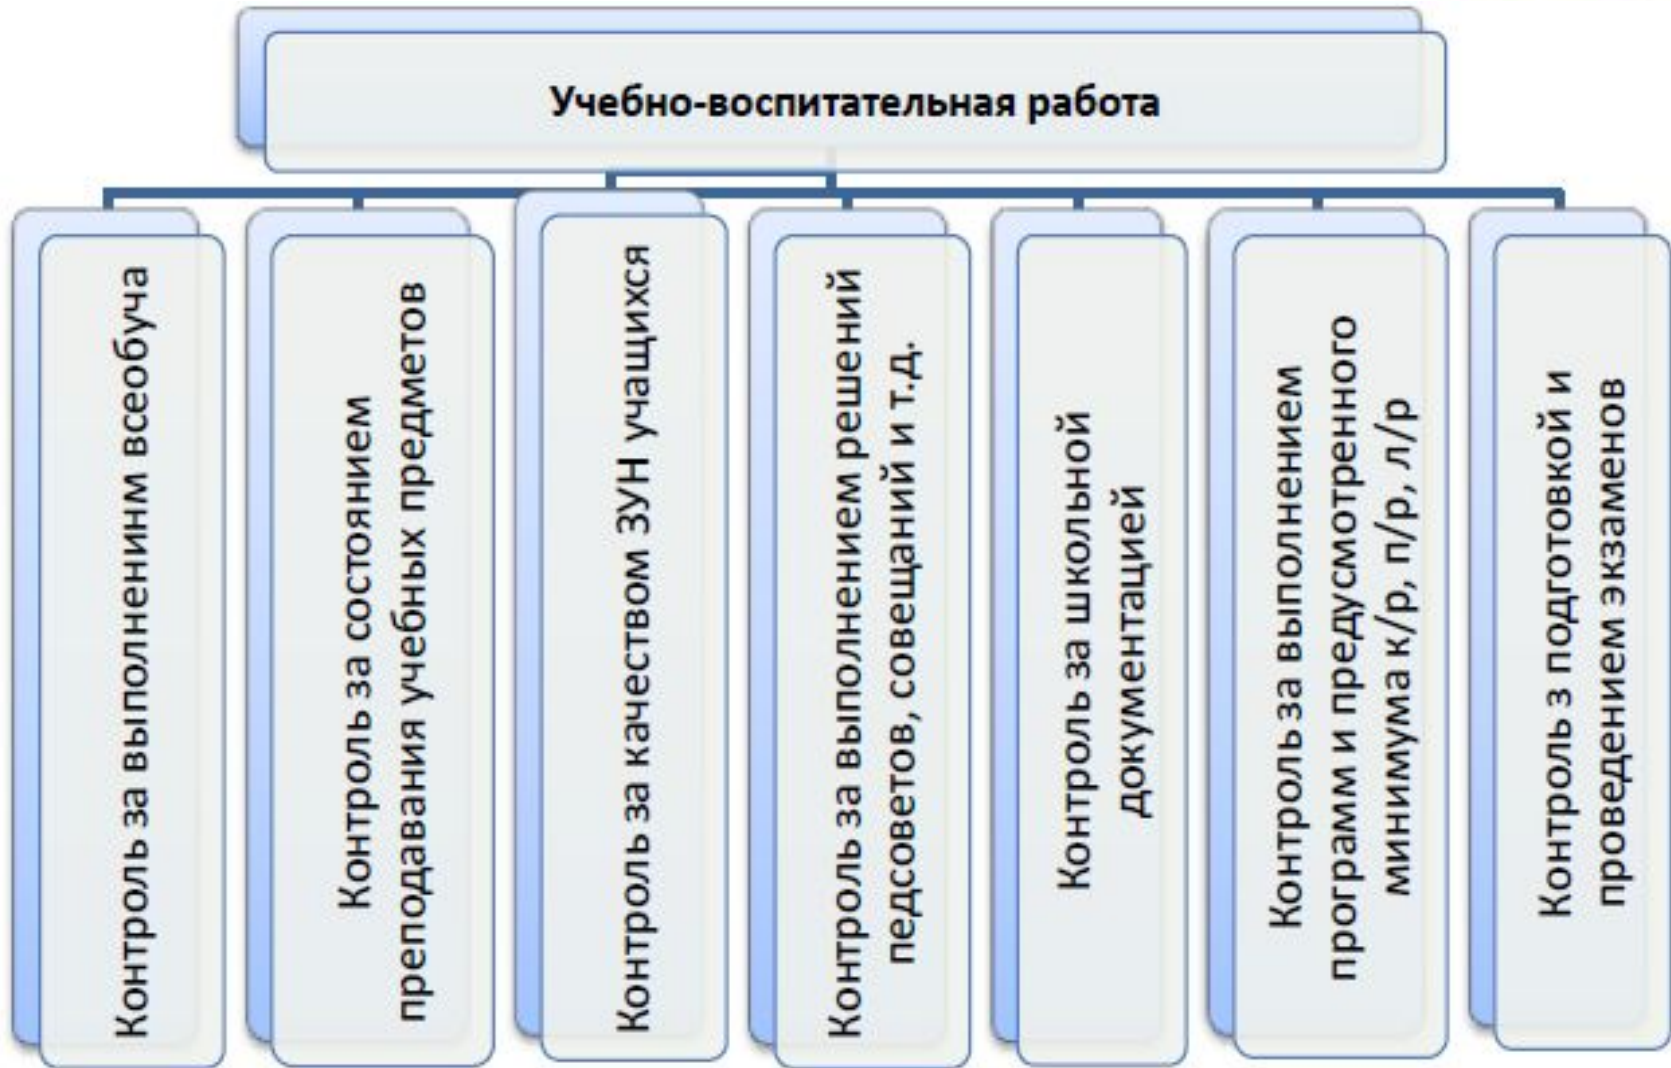 Учебно-воспитательная работа
Контроль за выполненинм всеобуча
Контроль за состоянием
преподавания учебных предметов
Контроль за качеством ЗУН учащихся
Контроль за выполнением решений
педсоветов, совещаний и т.д.
Контроль за школьной
документацией
Контроль за выполнением
программ и предусмотренного
минимума к/р, п/р, л/р
Контроль з подготовкой и
проведением экзаменов